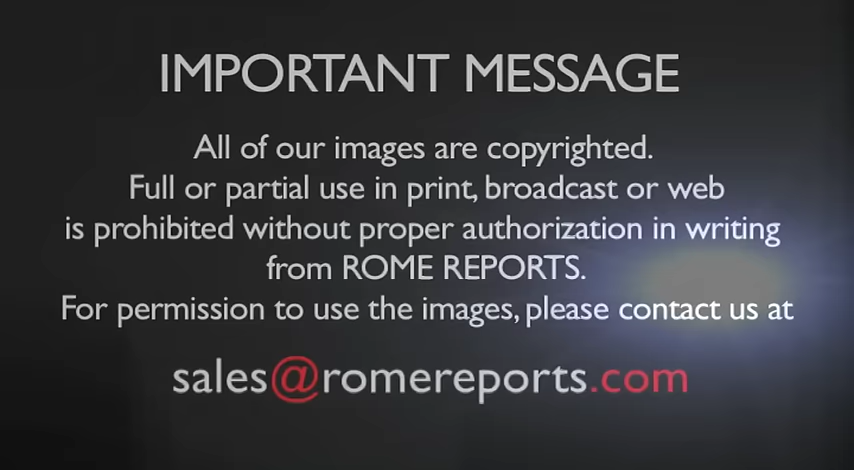 IMPORTANT MESSAGE
All of our images are copyrighted.
Full or partial use in print, broadcast or web
is prohibited without proper authorization in writing
from ROME REPORTS.
For permission to use the images, please contact us at
sales@romereports.com